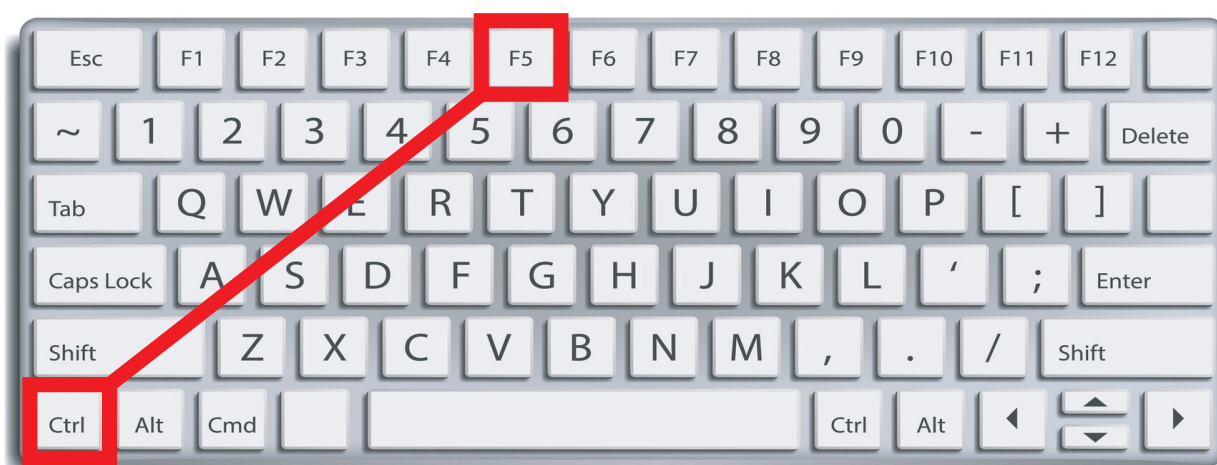 Esc F1 F2 F3 F4 F5 F6 F7 F8 F9 F10 F11 F12
~ 1 2 3 4 5 6 7 8 9 0 - + Delete
Tab Q W E R T Y U I O P [ ]
Caps Lock A S D F G H J K L ‘ ; Enter
Shift Z X C V B N M , . / Shift
Ctrl Alt Cmd Ctrl Alt